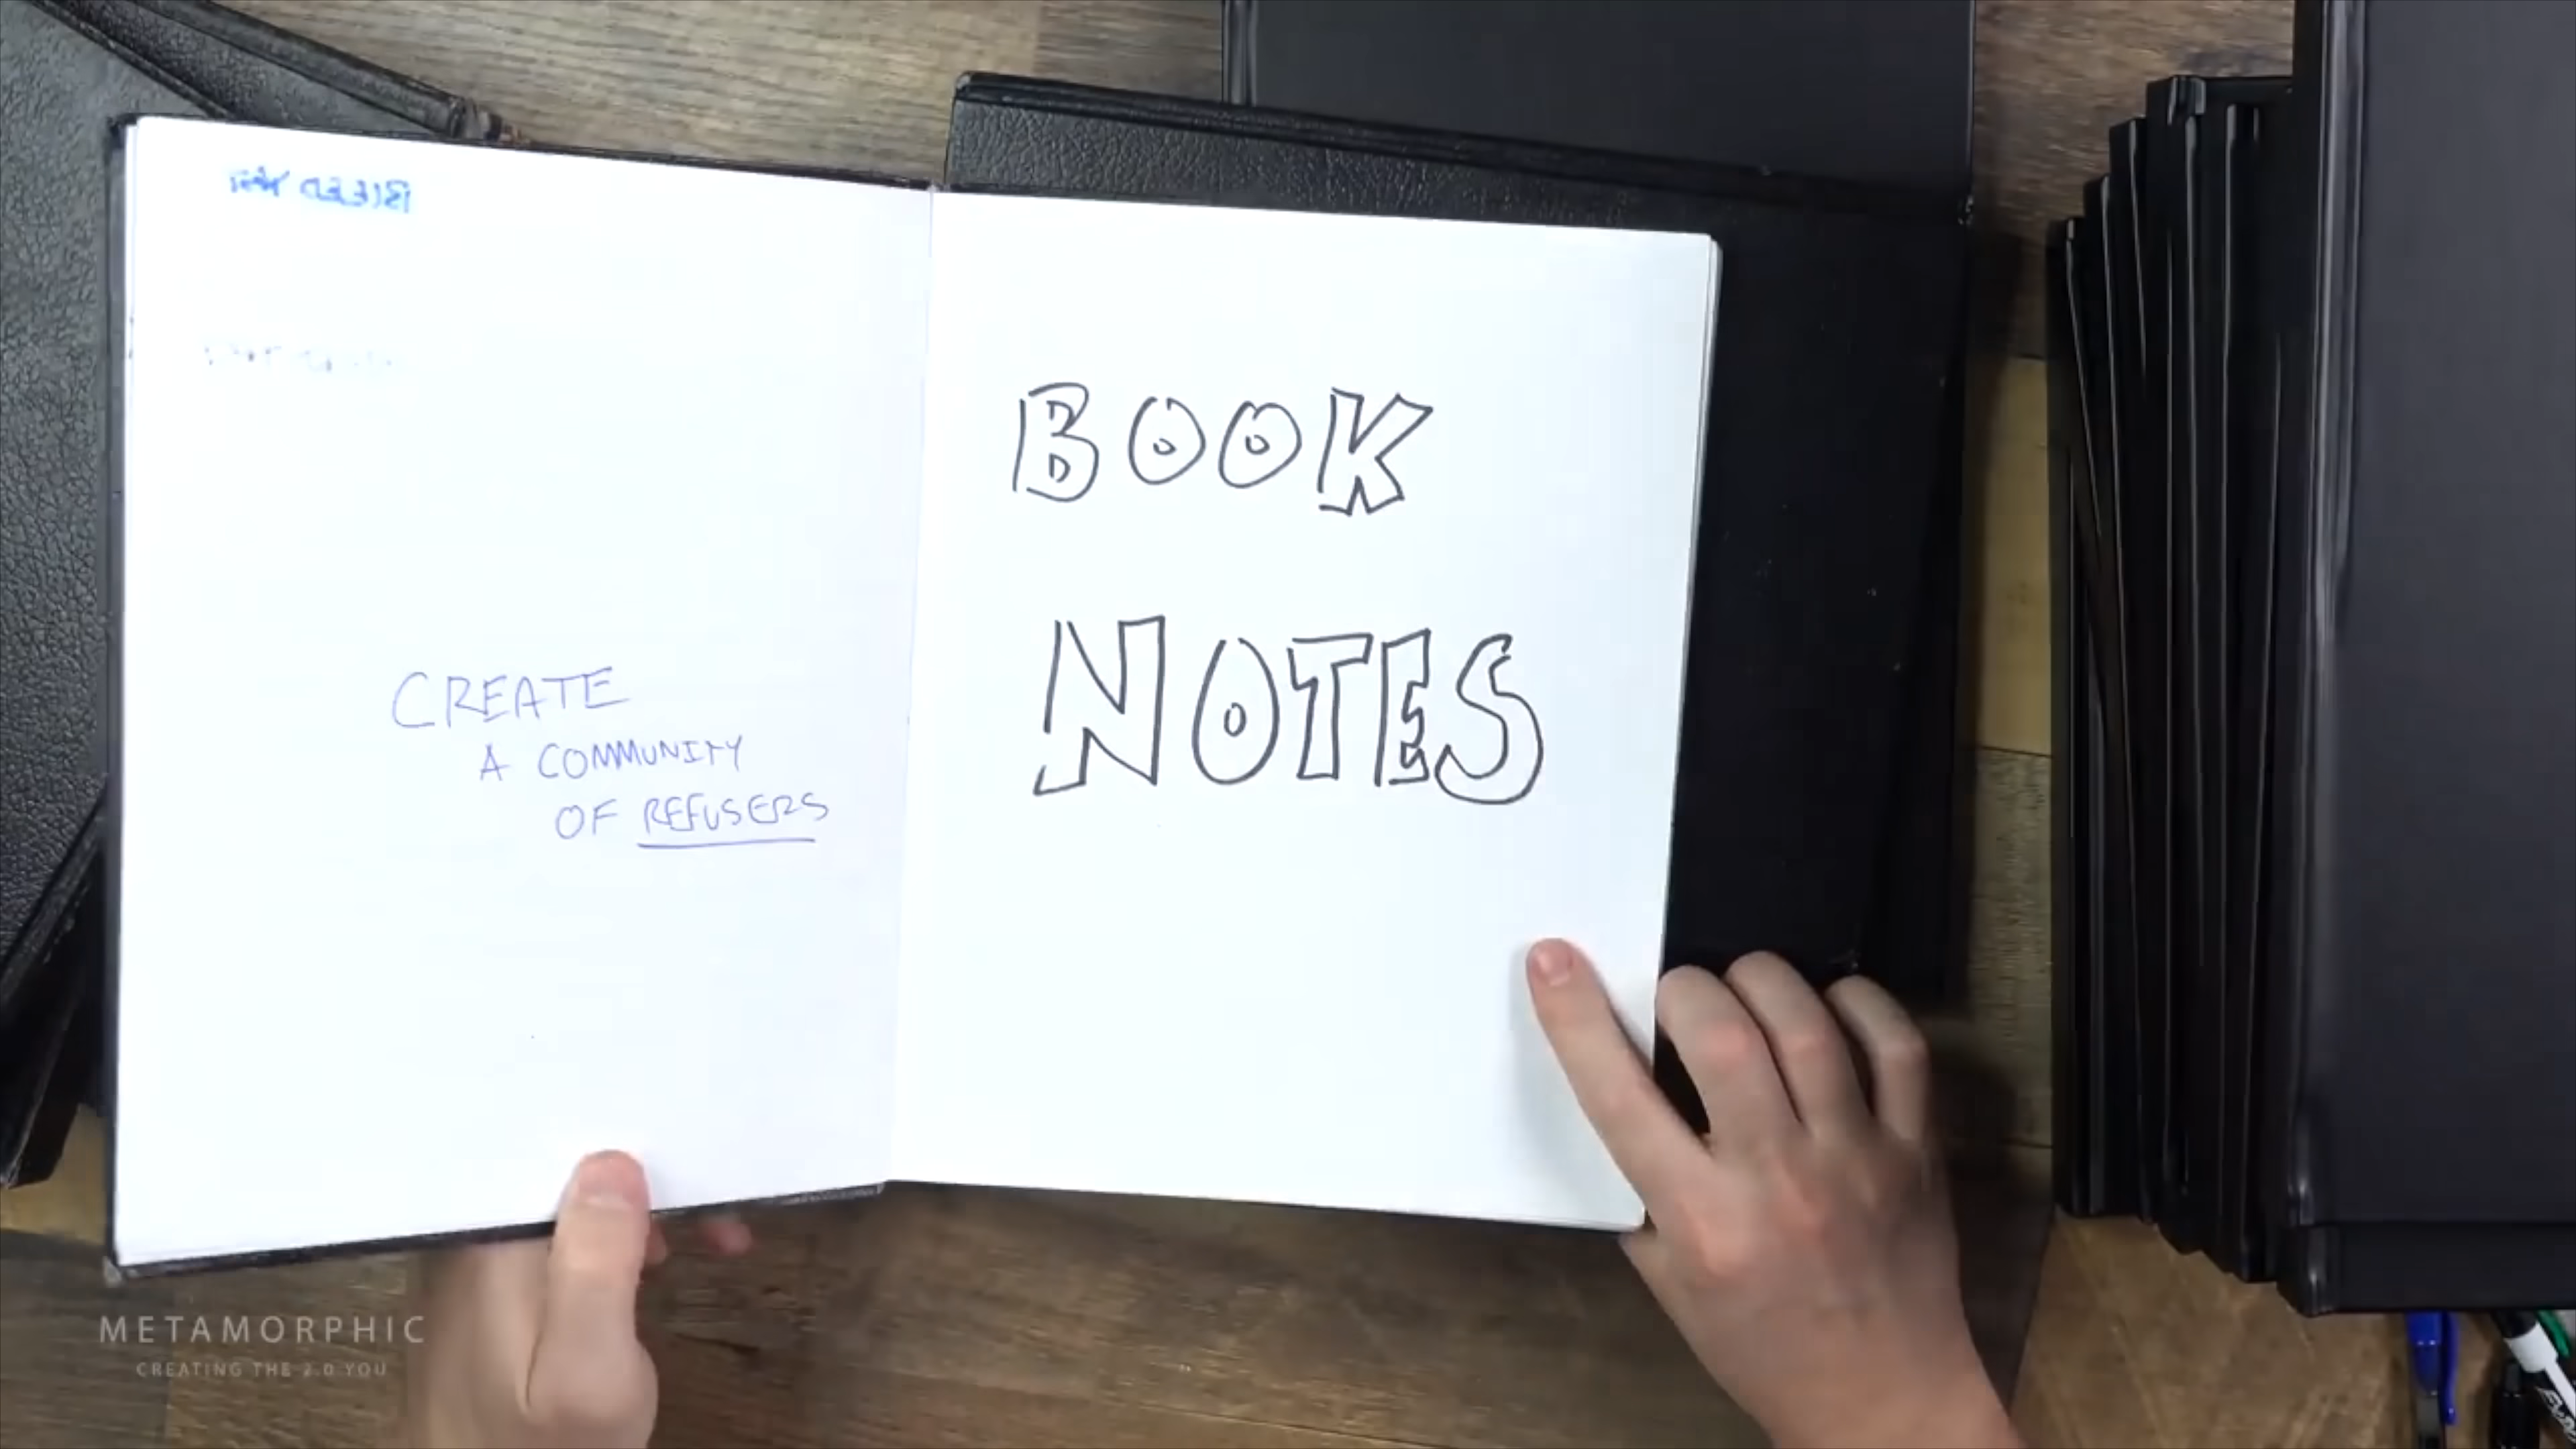 CREATE
A COMMUNITY
OF REFUSERS
BOOK
NOTES
METAMORPHIC
CREATING THE 2.0 YOU